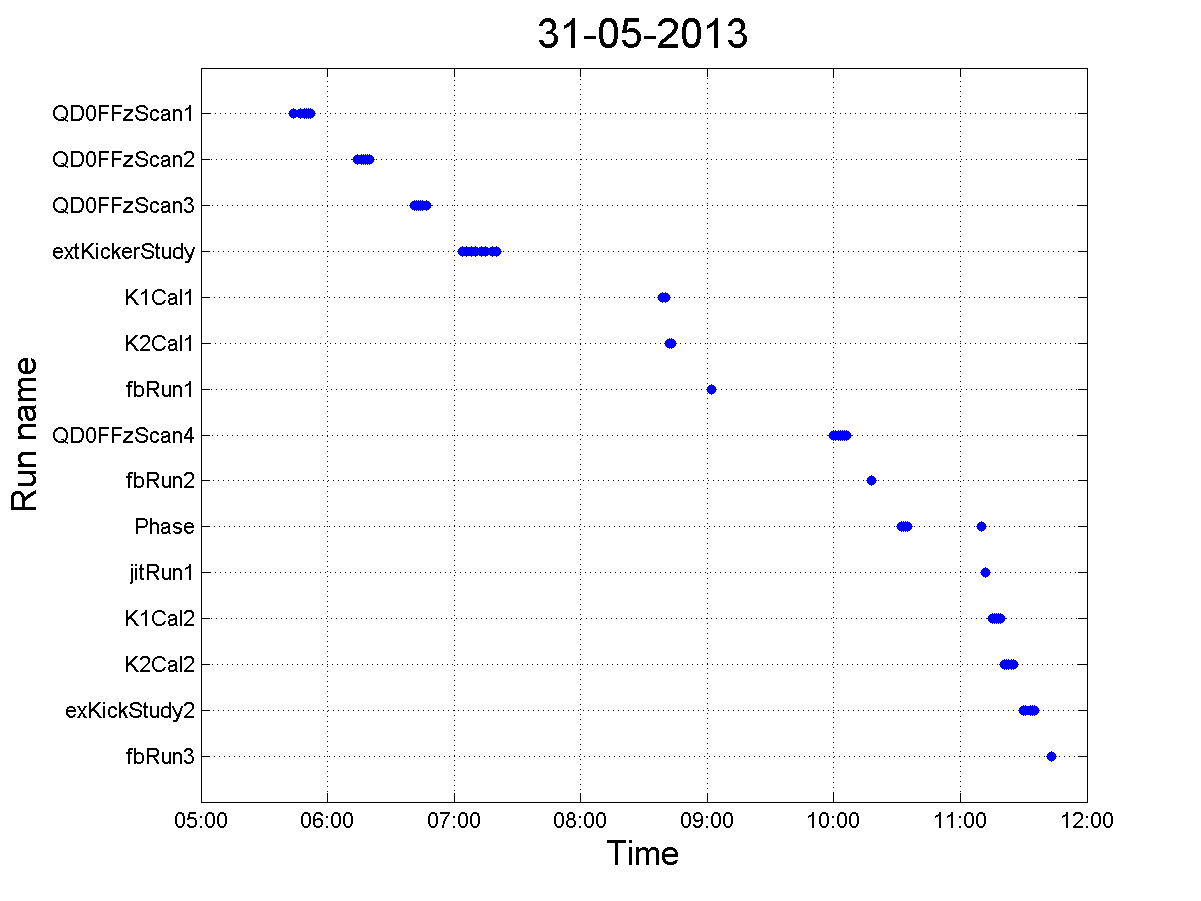 31-05-2013
QD0FFzScan1
QD0FFzScan2
QD0FFzScan3
extKickerStudy
K1Cal1
K2Cal1
fbRun1
QD0FFzScan4
fbRun2
Phase
jitRun1
K1Cal2
K2Cal2
exKickStudy2
fbRun3
Run name
05:00 06:00 07:00 08:00 09:00 10:00 11:00 12:00
Time